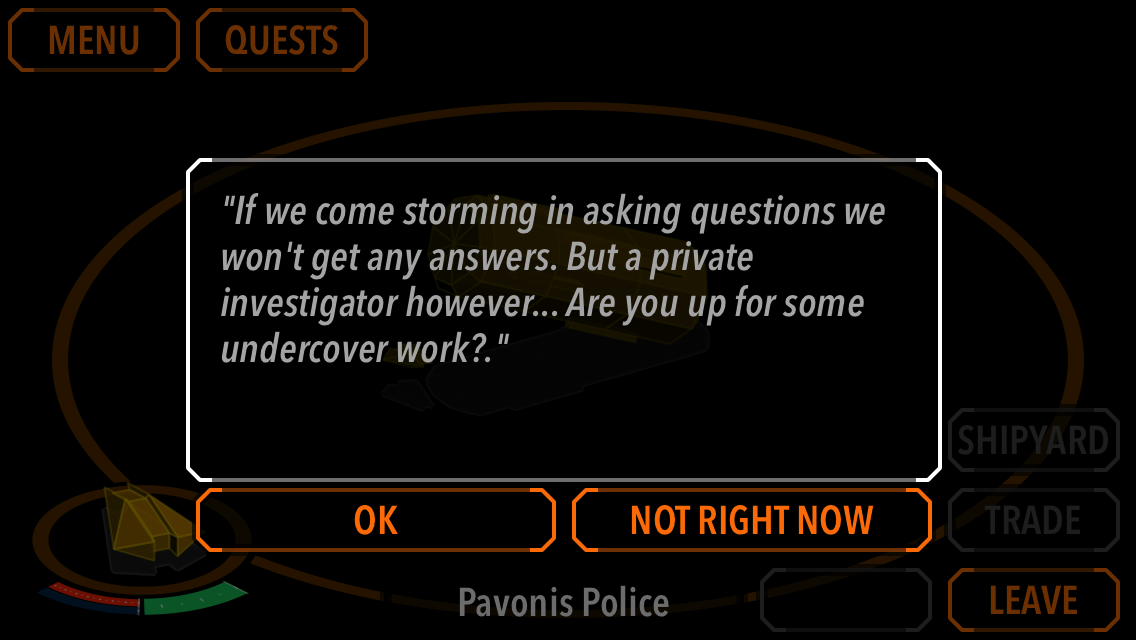 MENU
QUESTS
"If we come storming in asking questions we
won't get any answers. But a private
investigator however... Are you up for some
undercover work?."
SHIPYARD
OK
NOT RIGHT NOW
TRADE
Pavonis Police
LEAVE